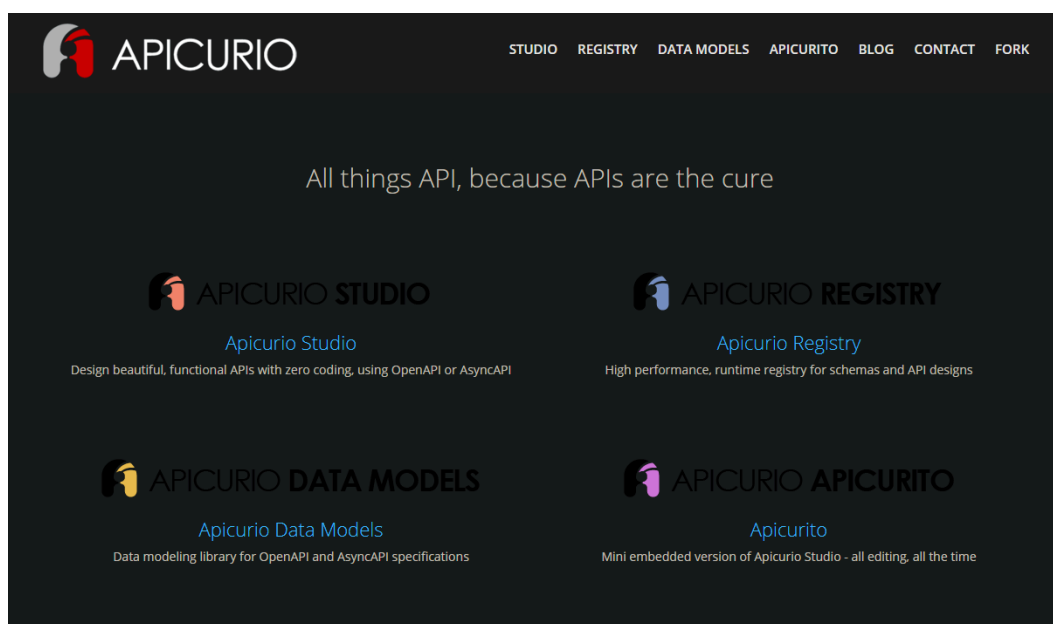 APICURIO
STUDIO REGISTRY DATA MODELS APICURITO BLOG CONTACT FORK
All things API, because APIs are the cure
APICURIO STUDIO
Apicurio Studio
Design beautiful, functional APIs with zero coding, using OpenAPI or AsyncAPI
APICURIO REGISTRY
Apicurio Registry
High performance, runtime registry for schemas and API designs
APICURIO DATA MODELS
Apicurio Data Models
Data modeling library for OpenAPI and AsyncAPI specifications
APICURIO APICURITO
Apicurito
Mini embedded version of Apicurio Studio - all editing, all the time